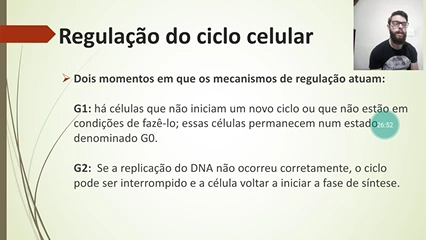 Regulação do ciclo celular
Dois momentos em que os mecanismos de regulação atuam:
G1: há células que não iniciam um novo ciclo ou que não estão em
condições de fazê-lo; essas células permanecem num estado
denominado G0.
G2: Se a replicação do DNA não ocorreu corretamente, o ciclo
pode ser interrompido e a célula voltar a iniciar a fase de síntese.
26:52